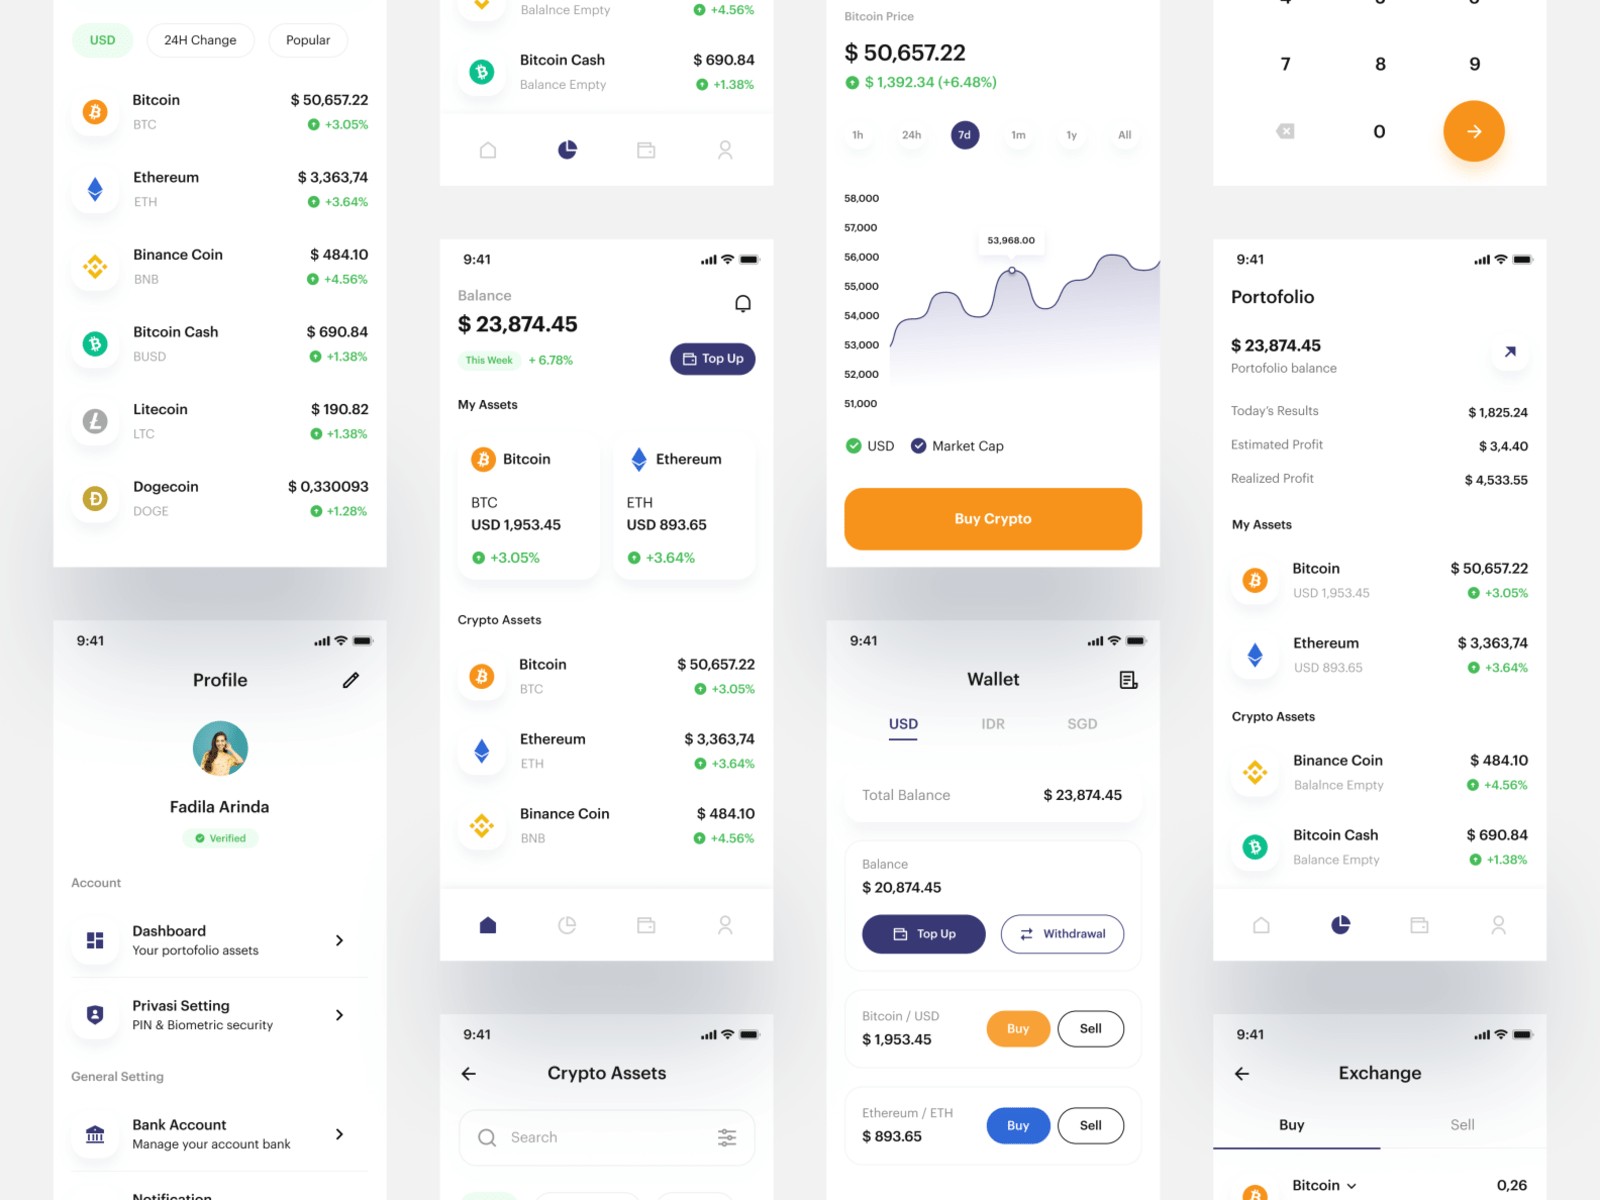 USD
24H Change
Popular
Bitcoin
$ 50,657.22
BTC
+3.05%
Ethereum
$ 3,363,74
ETH
+3.64%
Binance Coin
$ 484.10
BNB
+4.56%
Bitcoin Cash
$ 690.84
BUSD
+1.38%
Litecoin
$ 190.82
LTC
+1.38%
Dogecoin
$ 0,330093
DOGE
+1.28%
9:41
Profile
Fadila Arinda
Verified
Account
Dashboard
Your portofolio assets
Privasi Setting
PIN & Biometric security
General Setting
Bank Account
Manage your account bank
Notification
Balalnce Empty
+4.56%
Bitcoin Cash
$ 690.84
Balance Empty
+1.38%
9:41
Balance
$ 23,874.45
This Week
+ 6.78%
Top Up
My Assets
Bitcoin
BTC
USD 1,953.45
+3.05%
Ethereum
ETH
USD 893.65
+3.64%
Crypto Assets
Bitcoin
$ 50,657.22
BTC
+3.05%
Ethereum
$ 3,363,74
ETH
+3.64%
Binance Coin
$ 484.10
BNB
+4.56%
9:41
Crypto Assets
Search
Bitcoin Price
$ 50,657.22
$ 1,392.34 (+6.48%)
1h
24h
7d
1m
1y
All
58,000
57,000
56,000
55,000
54,000
53,000
52,000
51,000
53,968.00
USD
Market Cap
Buy Crypto
9:41
Wallet
USD
IDR
SGD
Total Balance
$ 23,874.45
Balance
$ 20,874.45
Top Up
Withdrawal
Bitcoin / USD
$ 1,953.45
Buy
Sell
Ethereum / ETH
$ 893.65
Buy
Sell
7
8
9
0
9:41
Portofolio
$ 23,874.45
Portofolio balance
Today's Results
$ 1,825.24
Estimated Profit
$ 3,4.40
Realized Profit
$ 4,533.55
My Assets
Bitcoin
$ 50,657.22
USD 1,953.45
+3.05%
Ethereum
$ 3,363,74
USD 893.65
+3.64%
Crypto Assets
Binance Coin
$ 484.10
Balalnce Empty
+4.56%
Bitcoin Cash
$ 690.84
Balance Empty
+1.38%
9:41
Exchange
Buy
Sell
Bitcoin
0,26